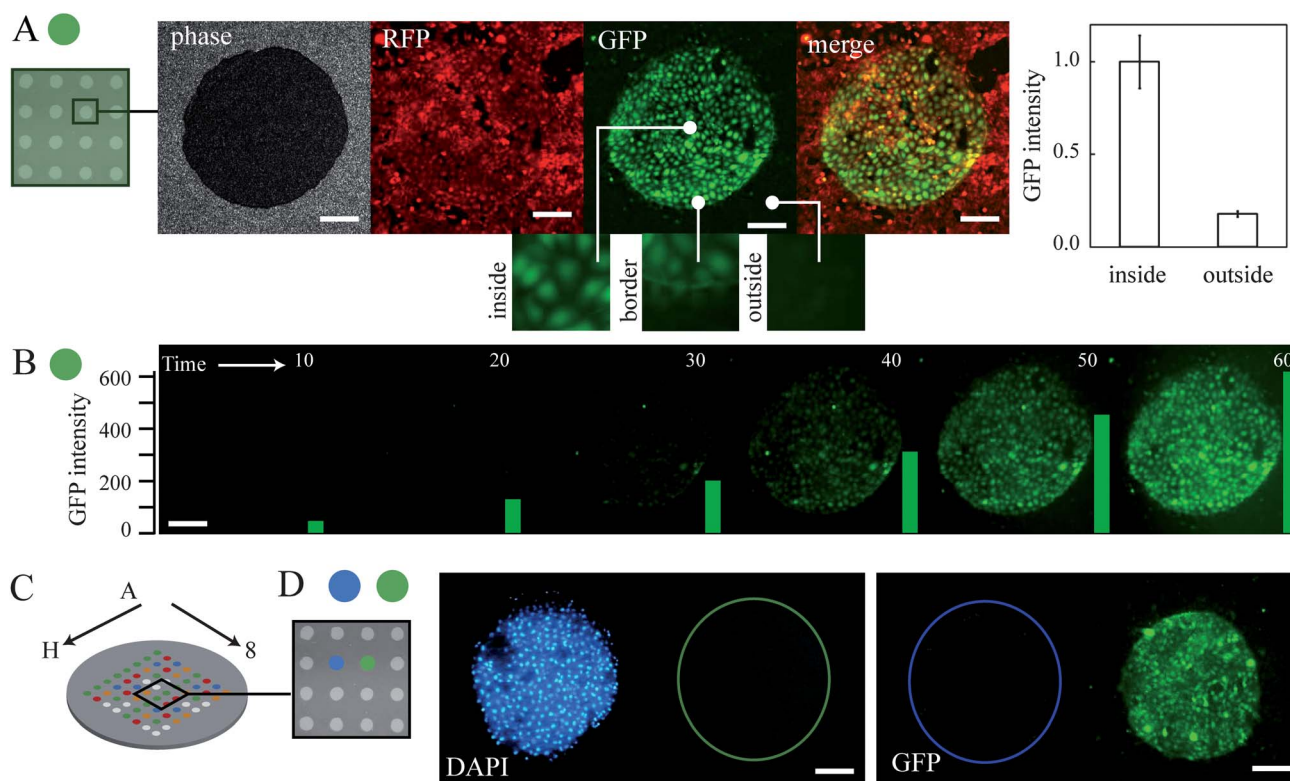 A
phase
RFP
GFP
merge
inside
border
outside
GFP intensity
1.0
0.5
0.0
inside
outside
B
Time
10
20
30
40
50
60
GFP intensity
600
400
200
0
C
A
H
8
D
DAPI
GFP